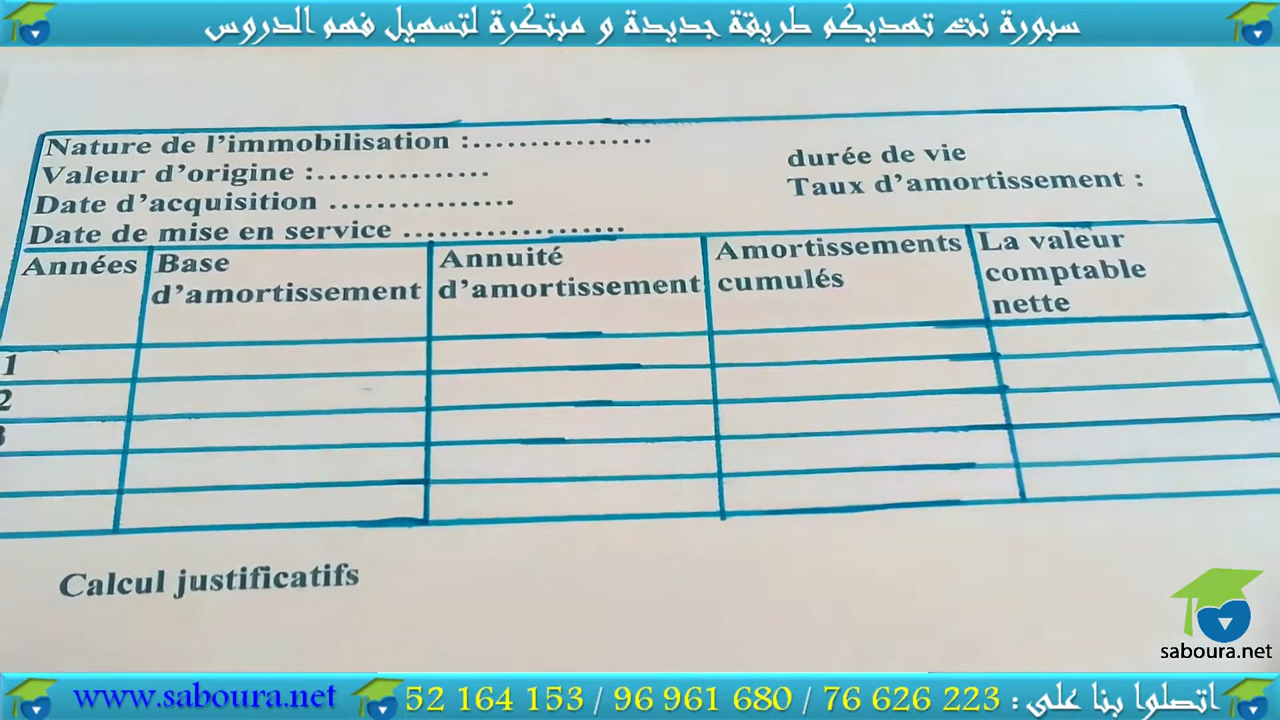 سبورة نت تهديكم طريقة جديدة و مبتكرة لتسهيل فهم الدروس
Nature de l'immobilisation :................
Valeur d'origine :...............
Date d'acquisition ................
Date de mise en service ...................
durée de vie
Taux d'amortissement :
Années
Base
d'amortissement
Annuité
d'amortissement
Amortissements
cumulés
La valeur
comptable
nette
1
2
3
Calcul justificatifs
saboura.net
www.saboura.net
اتصلوا بنا على : 52 164 153 / 96 961 680 / 76 626 223